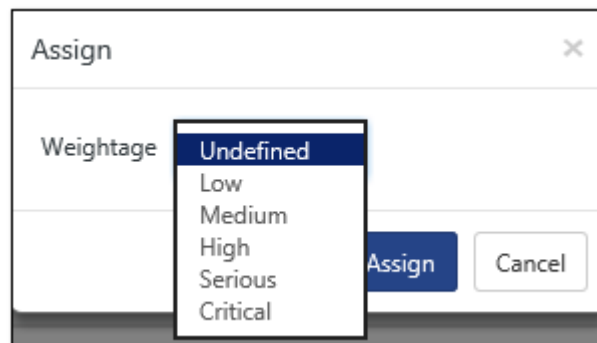 Assign ×
Weightage
Undefined
Low
Medium
High
Serious
Critical
Assign Cancel